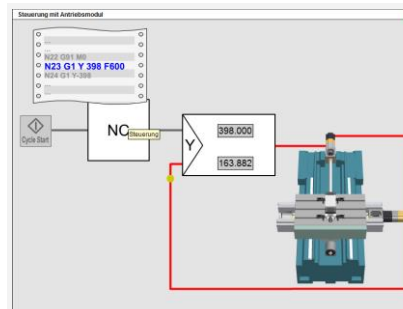 Steuerung mit Antriebsmodul
...
...
N22 G91 M0
N23 G1 Y 398 F600
N24 G1 Y-398
...
Cycle Start
NC
Steuerung
Y
398.000
163.882